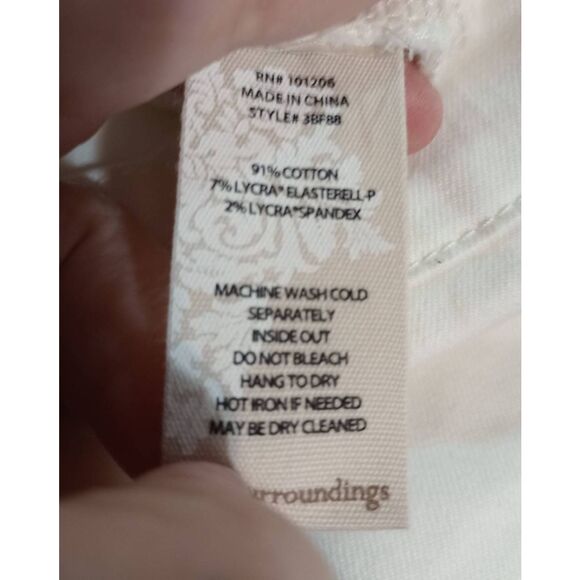 RN# 101206
MADE IN CHINA
STYLE# 3BF88
91% COTTON
7% LYCRA® ELASTERELL-P
2% LYCRA®SPANDEX
MACHINE WASH COLD
SEPARATELY
INSIDE OUT
DO NOT BLEACH
HANG TO DRY
HOT IRON IF NEEDED
MAY BE DRY CLEANED
urroundings